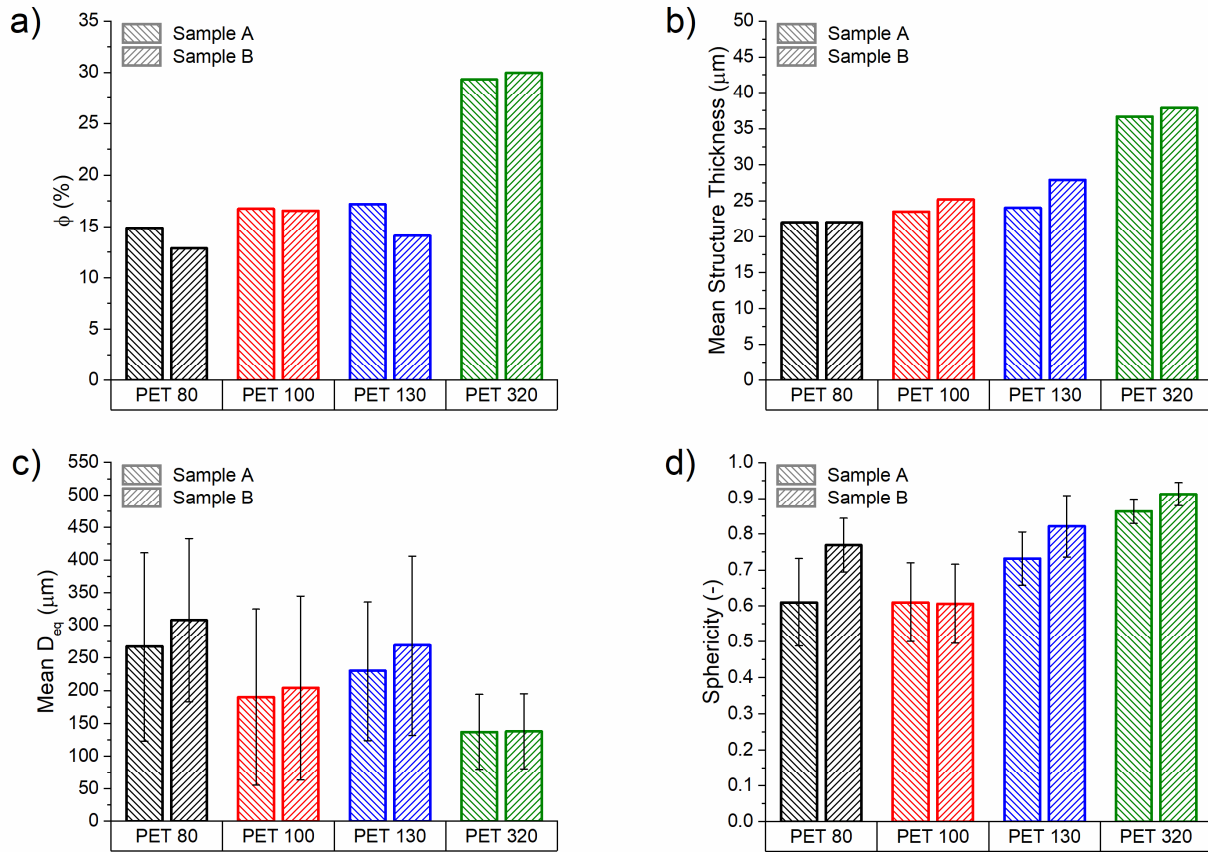 a)
Sample A
Sample B
ϕ (%)
35
30
25
20
15
10
5
0
PET 80 PET 100 PET 130 PET 320
b)
Sample A
Sample B
Mean Structure Thickness (μm)
50
45
40
35
30
25
20
15
10
5
0
PET 80 PET 100 PET 130 PET 320
c)
Sample A
Sample B
Mean Deq (μm)
550
500
450
400
350
300
250
200
150
100
50
0
PET 80 PET 100 PET 130 PET 320
d)
Sample A
Sample B
Sphericity (-)
1.0
0.9
0.8
0.7
0.6
0.5
0.4
0.3
0.2
0.1
0.0
PET 80 PET 100 PET 130 PET 320